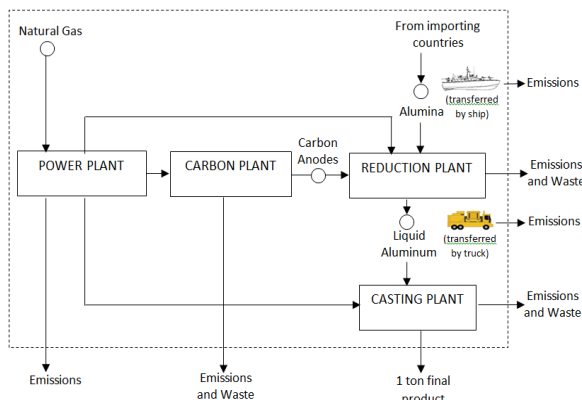 Natural Gas
From importing
countries
Emissions
Alumina
(transferred
by ship)
Carbon
Anodes
POWER PLANT
CARBON PLANT
REDUCTION PLANT
Emissions
and Waste
Liquid
Aluminum
(transferred
by truck)
Emissions
CASTING PLANT
Emissions
and Waste
Emissions
Emissions
and Waste
1 ton final
product